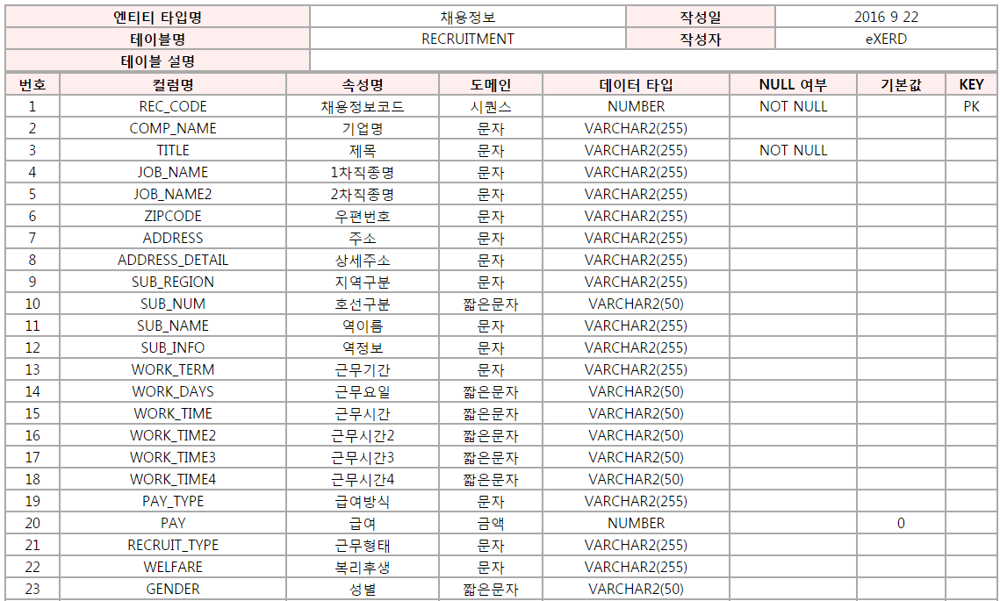 엔티티 타입명 채용정보 작성일 2016 9 22
테이블명 RECRUITMENT 작성자 eXERD
테이블 설명
번호 컬럼명 속성명 도메인 데이터 타입 NULL 여부 기본값 KEY
1 REC_CODE 채용정보코드 시퀀스 NUMBER NOT NULL PK
2 COMP_NAME 기업명 문자 VARCHAR2(255)
3 TITLE 제목 문자 VARCHAR2(255) NOT NULL
4 JOB_NAME 1차직종명 문자 VARCHAR2(255)
5 JOB_NAME2 2차직종명 문자 VARCHAR2(255)
6 ZIPCODE 우편번호 문자 VARCHAR2(255)
7 ADDRESS 주소 문자 VARCHAR2(255)
8 ADDRESS_DETAIL 상세주소 문자 VARCHAR2(255)
9 SUB_REGION 지역구분 문자 VARCHAR2(255)
10 SUB_NUM 호선구분 짧은문자 VARCHAR2(50)
11 SUB_NAME 역이름 문자 VARCHAR2(255)
12 SUB_INFO 역정보 문자 VARCHAR2(255)
13 WORK_TERM 근무기간 문자 VARCHAR2(255)
14 WORK_DAYS 근무요일 짧은문자 VARCHAR2(50)
15 WORK_TIME 근무시간 짧은문자 VARCHAR2(50)
16 WORK_TIME2 근무시간2 짧은문자 VARCHAR2(50)
17 WORK_TIME3 근무시간3 짧은문자 VARCHAR2(50)
18 WORK_TIME4 근무시간4 짧은문자 VARCHAR2(50)
19 PAY_TYPE 급여방식 문자 VARCHAR2(255)
20 PAY 급여 금액 NUMBER 0
21 RECRUIT_TYPE 근무형태 문자 VARCHAR2(255)
22 WELFARE 복리후생 문자 VARCHAR2(255)
23 GENDER 성별 짧은문자 VARCHAR2(50)